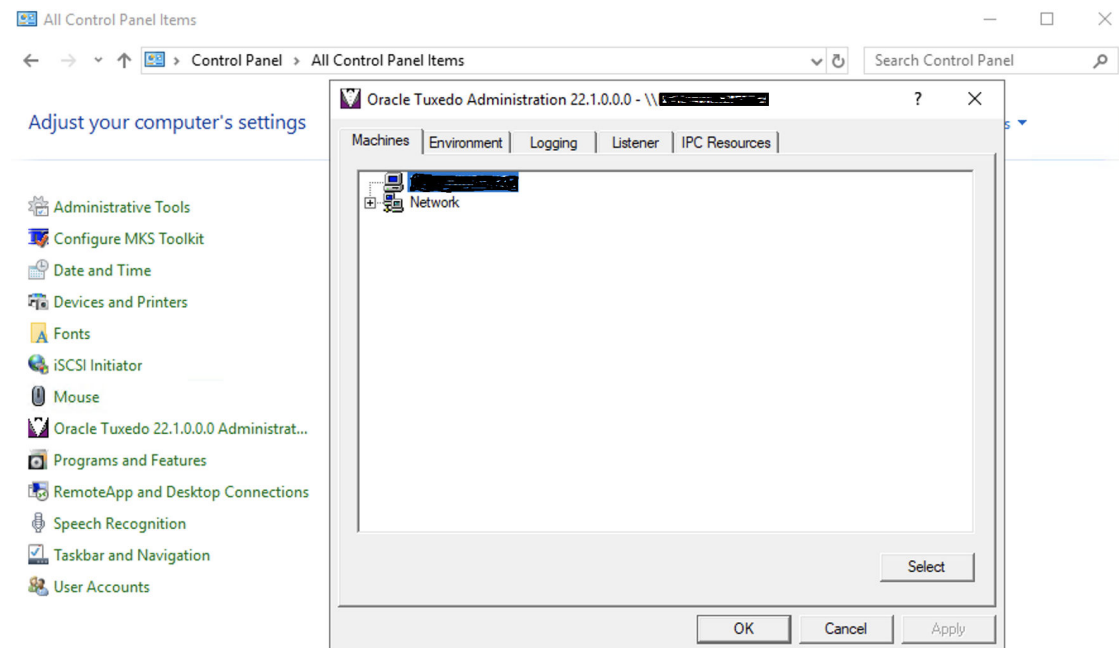 All Control Panel Items
Control Panel > All Control Panel Items
Search Control Panel
Adjust your computer's settings
Administrative Tools
Configure MKS Toolkit
Date and Time
Devices and Printers
Fonts
iSCSI Initiator
Mouse
Oracle Tuxedo 22.1.0.0.0 Administrat...
Programs and Features
RemoteApp and Desktop Connections
Speech Recognition
Taskbar and Navigation
User Accounts
Oracle Tuxedo Administration 22.1.0.0.0 - \\
Machines Environment Logging Listener IPC Resources
Network
Select
OK Cancel Apply